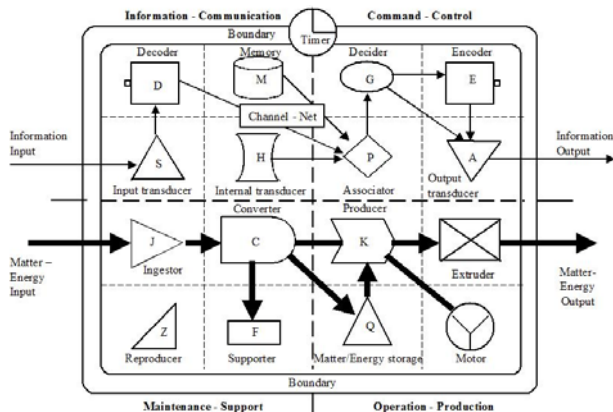 Information - Communication
Command - Control
Boundary
Timer
Decoder
Memory
Decider
Encoder
D
M
G
E
Channel - Net
Information
Input
Information
Output
S
H
P
A
Input transducer
Internal transducer
Associator
Output
transducer
Converter
Producer
J
C
K
Matter –
Energy
Input
Ingestor
Extruder
Matter-
Energy
Output
Z
F
Q
Reproducer
Supporter
Matter/Energy storage
Motor
Boundary
Maintenance - Support
Operation - Production